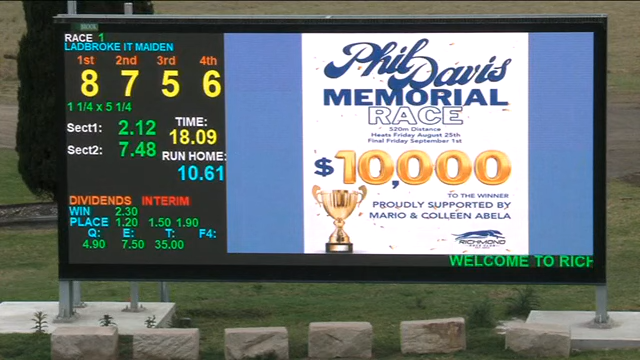 RACE 1
LADBROKE IT MAIDEN
1st 2nd 3rd 4th
8 7 5 6
1 1/4 x 5 1/4
Sect1: 2.12 TIME: 18.09
Sect2: 7.48 RUN HOME: 10.61
DIVIDENDS INTERIM
WIN 2.30
PLACE 1.20 1.50 1.90
Q: E: T: F4:
4.90 7.50 35.00
Phil Davis
MEMORIAL
RACE
520m Distance
Heats Friday August 25th
Final Friday September 1st
$10,000
TO THE WINNER
PROUDLY SUPPORTED BY
MARIO & COLLEEN ABELA
RICHMOND
WELCOME TO RICH